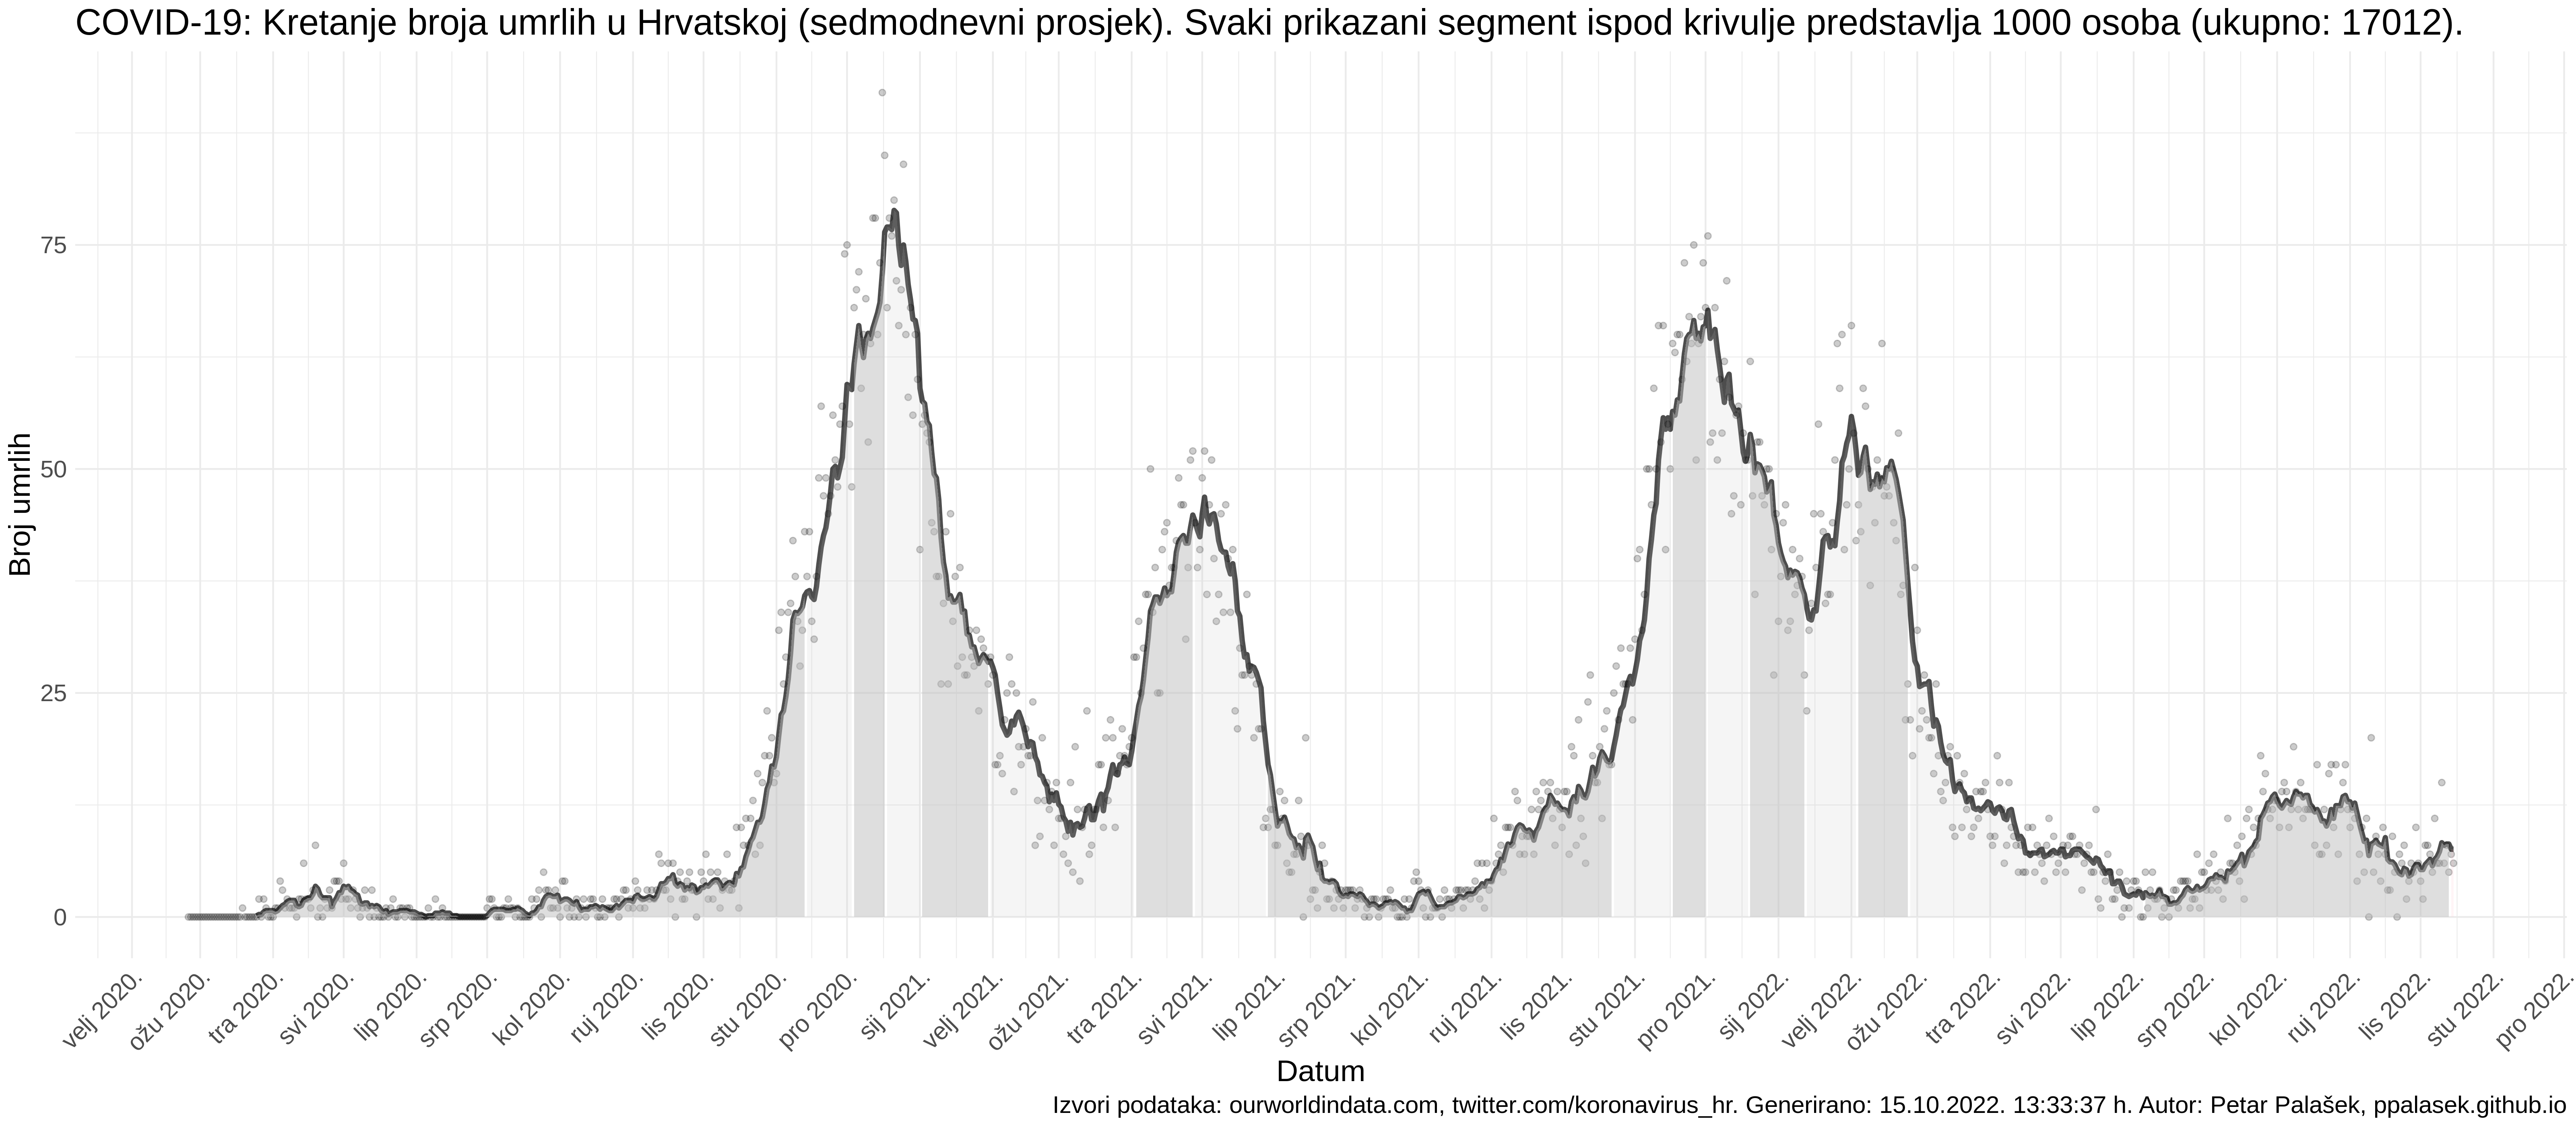 COVID-19: Kretanje broja umrlih u Hrvatskoj (sedmodnevni prosjek). Svaki prikazani segment ispod krivulje predstavlja 1000 osoba (ukupno: 17012).
Broj umrlih
75
50
25
0
velj 2020.
ožu 2020.
tra 2020.
svi 2020.
lip 2020.
srp 2020.
kol 2020.
ruj 2020.
lis 2020.
stu 2020.
pro 2020.
sij 2021.
velj 2021.
ožu 2021.
tra 2021.
svi 2021.
lip 2021.
srp 2021.
kol 2021.
ruj 2021.
lis 2021.
stu 2021.
pro 2021.
sij 2022.
velj 2022.
ožu 2022.
tra 2022.
svi 2022.
lip 2022.
srp 2022.
kol 2022.
ruj 2022.
lis 2022.
stu 2022.
pro 2022.
Datum
Izvori podataka: ourworldindata.com, twitter.com/koronavirus_hr. Generirano: 15.10.2022. 13:33:37 h. Autor: Petar Palašek, ppalasek.github.io